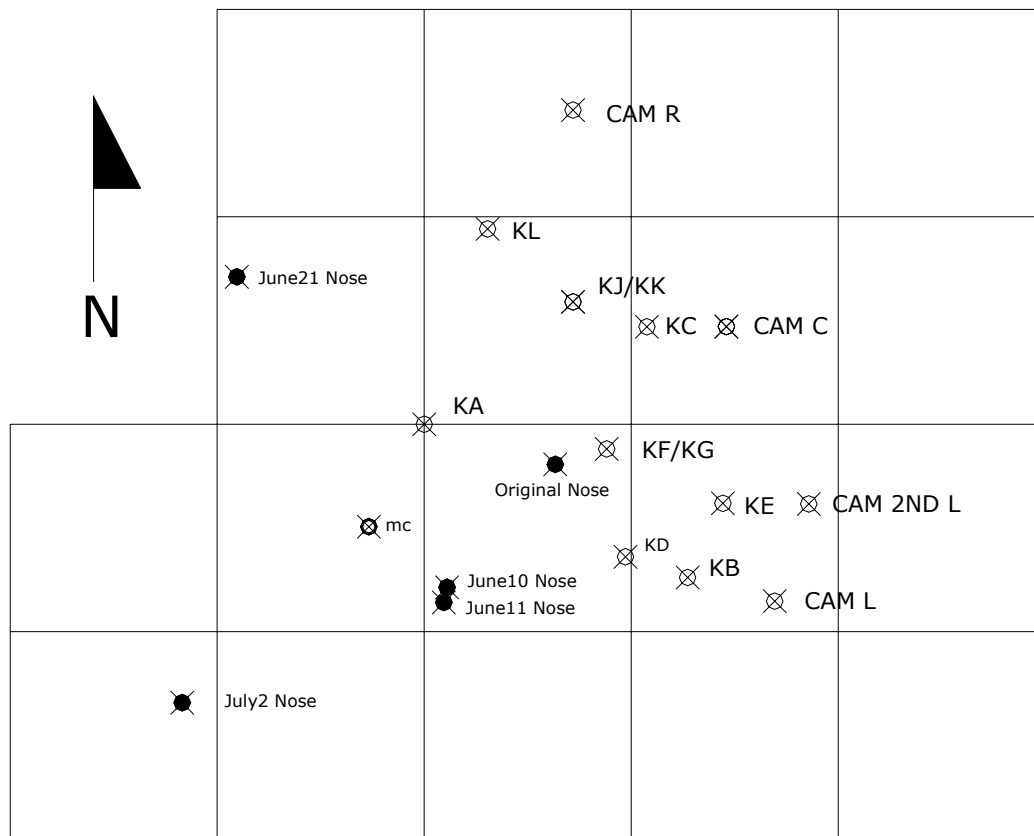 CAM R
KL
June21 Nose
KJ/KK
N
KC
CAM C
KA
KF/KG
Original Nose
KE
CAM 2ND L
mc
KD
KB
June10 Nose
June11 Nose
CAM L
July2 Nose